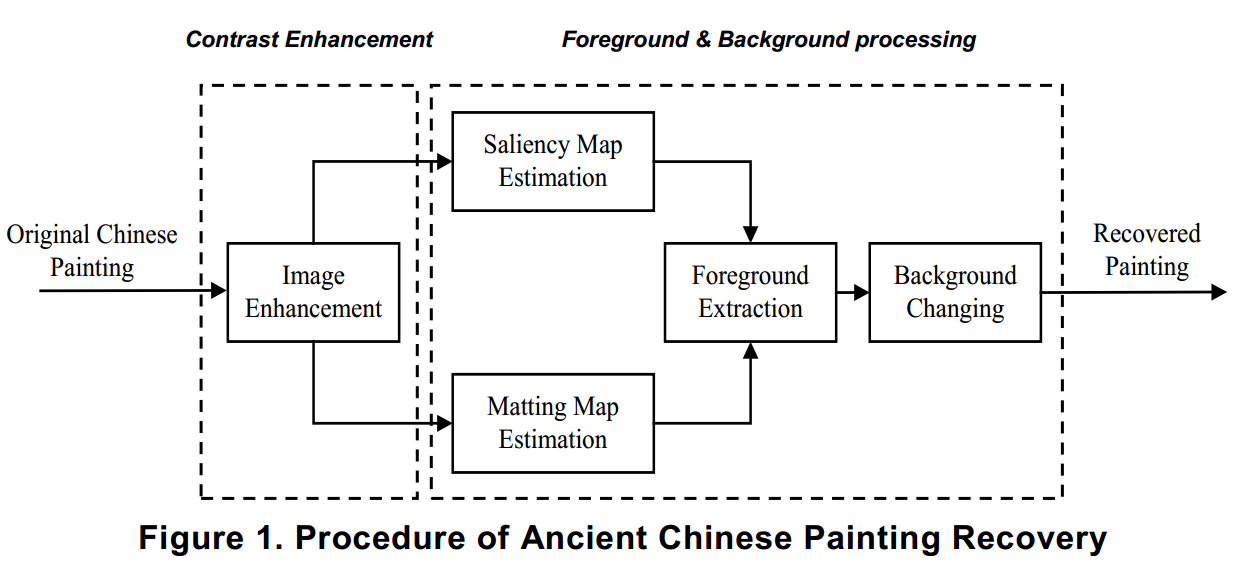 Contrast Enhancement
Foreground & Background processing
Saliency Map
Estimation
Original Chinese
Painting
Image
Enhancement
Foreground
Extraction
Background
Changing
Recovered
Painting
Matting Map
Estimation
Figure 1. Procedure of Ancient Chinese Painting Recovery